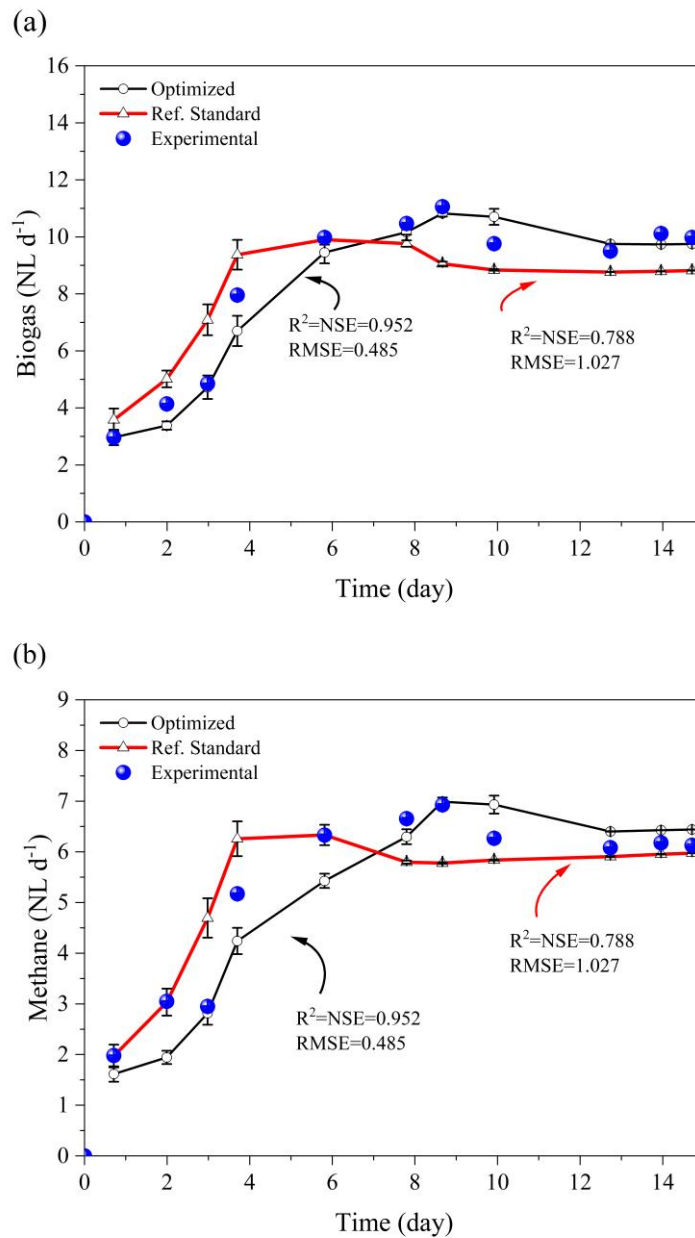 (a)
16
14
12
10
8
6
4
2
0
Biogas (NL d⁻¹)
Optimized
Ref. Standard
Experimental
R²=NSE=0.952
RMSE=0.485
R²=NSE=0.788
RMSE=1.027
0 2 4 6 8 10 12 14
Time (day)
(b)
9
8
7
6
5
4
3
2
1
0
Methane (NL d⁻¹)
Optimized
Ref. Standard
Experimental
R²=NSE=0.788
RMSE=1.027
R²=NSE=0.952
RMSE=0.485
0 2 4 6 8 10 12 14
Time (day)